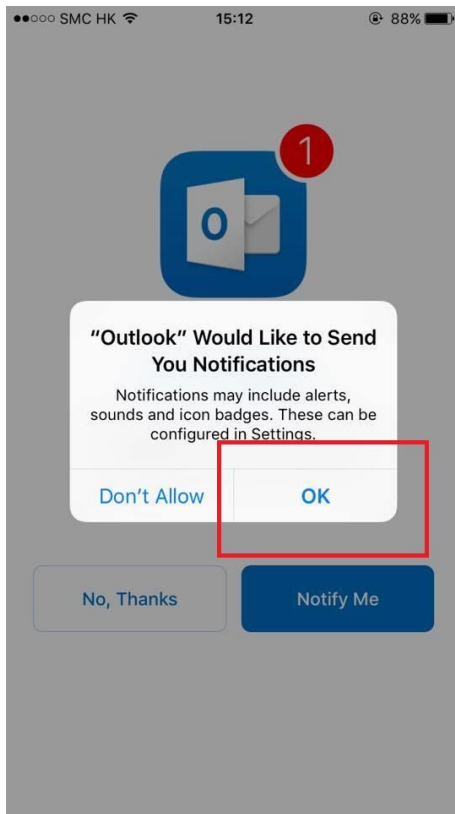 SMC HK 15:12 88%
1
O
"Outlook" Would Like to Send
You Notifications
Notifications may include alerts,
sounds and icon badges. These can be
configured in Settings.
Don't Allow OK
No, Thanks Notify Me